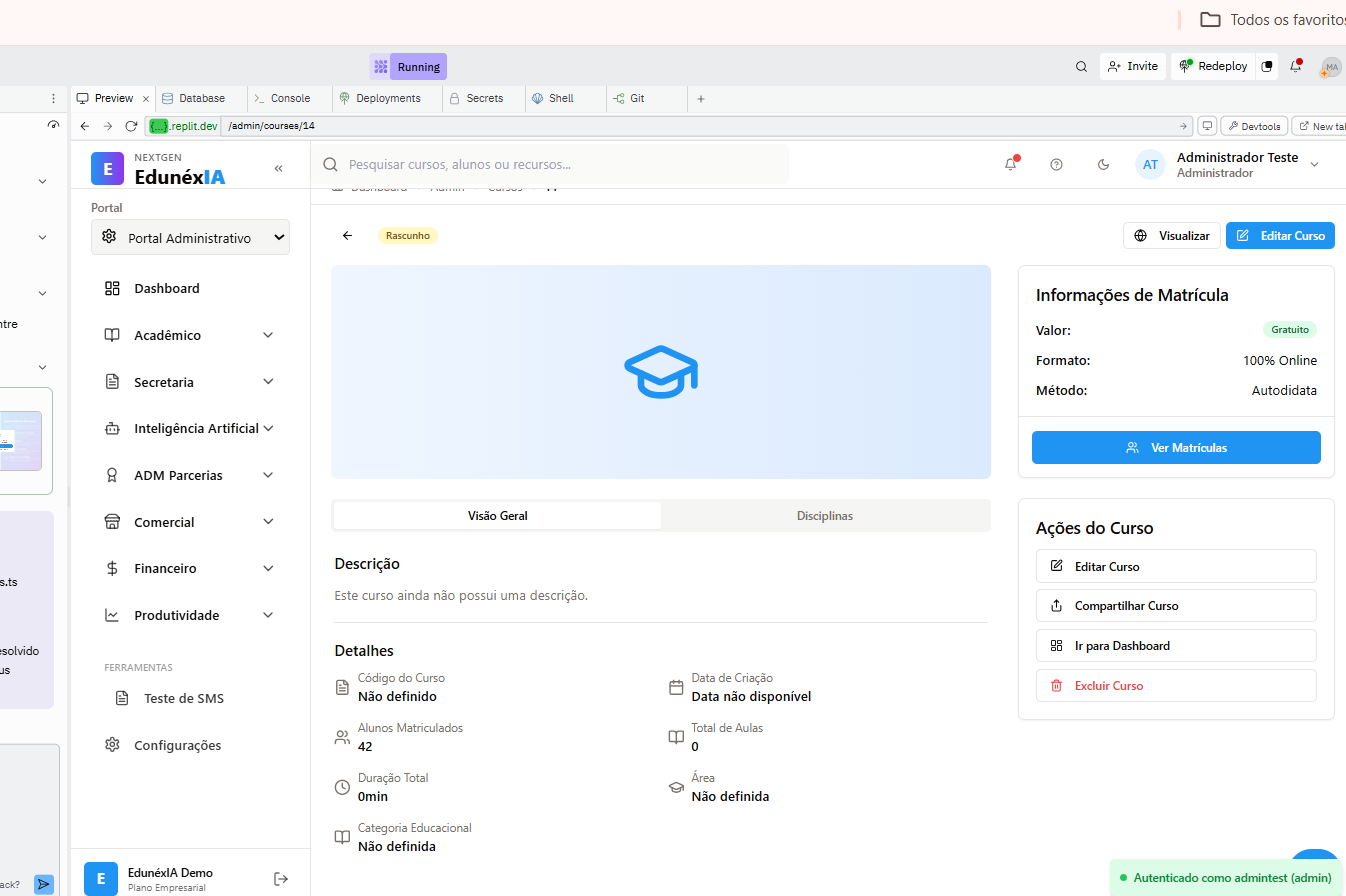 Todos os favoritos
Running
Invite
Redeploy
MA
Preview
Database
Console
Deployments
Secrets
Shell
Git
{...}.replit.dev
/admin/courses/14
Devtools
New tab
ntre
s.ts
esolvido
us
ack?
E
NEXTGEN
EdunéxIA
Pesquisar cursos, alunos ou recursos...
AT
Administrador Teste
Administrador
Portal
Portal Administrativo
Dashboard
Acadêmico
Secretaria
Inteligência Artificial
ADM Parcerias
Comercial
Financeiro
Produtividade
FERRAMENTAS
Teste de SMS
Configurações
E
EdunéxIA Demo
Plano Empresarial
Dashboard
Admin
Cursos
Rascunho
Visualizar
Editar Curso
Visão Geral
Disciplinas
Descrição
Este curso ainda não possui uma descrição.
Detalhes
Código do Curso
Não definido
Data de Criação
Data não disponível
Alunos Matriculados
42
Total de Aulas
0
Duração Total
0min
Área
Não definida
Categoria Educacional
Não definida
Informações de Matrícula
Valor:
Gratuito
Formato:
100% Online
Método:
Autodidata
Ver Matrículas
Ações do Curso
Editar Curso
Compartilhar Curso
Ir para Dashboard
Excluir Curso
Autenticado como admintest (admin)